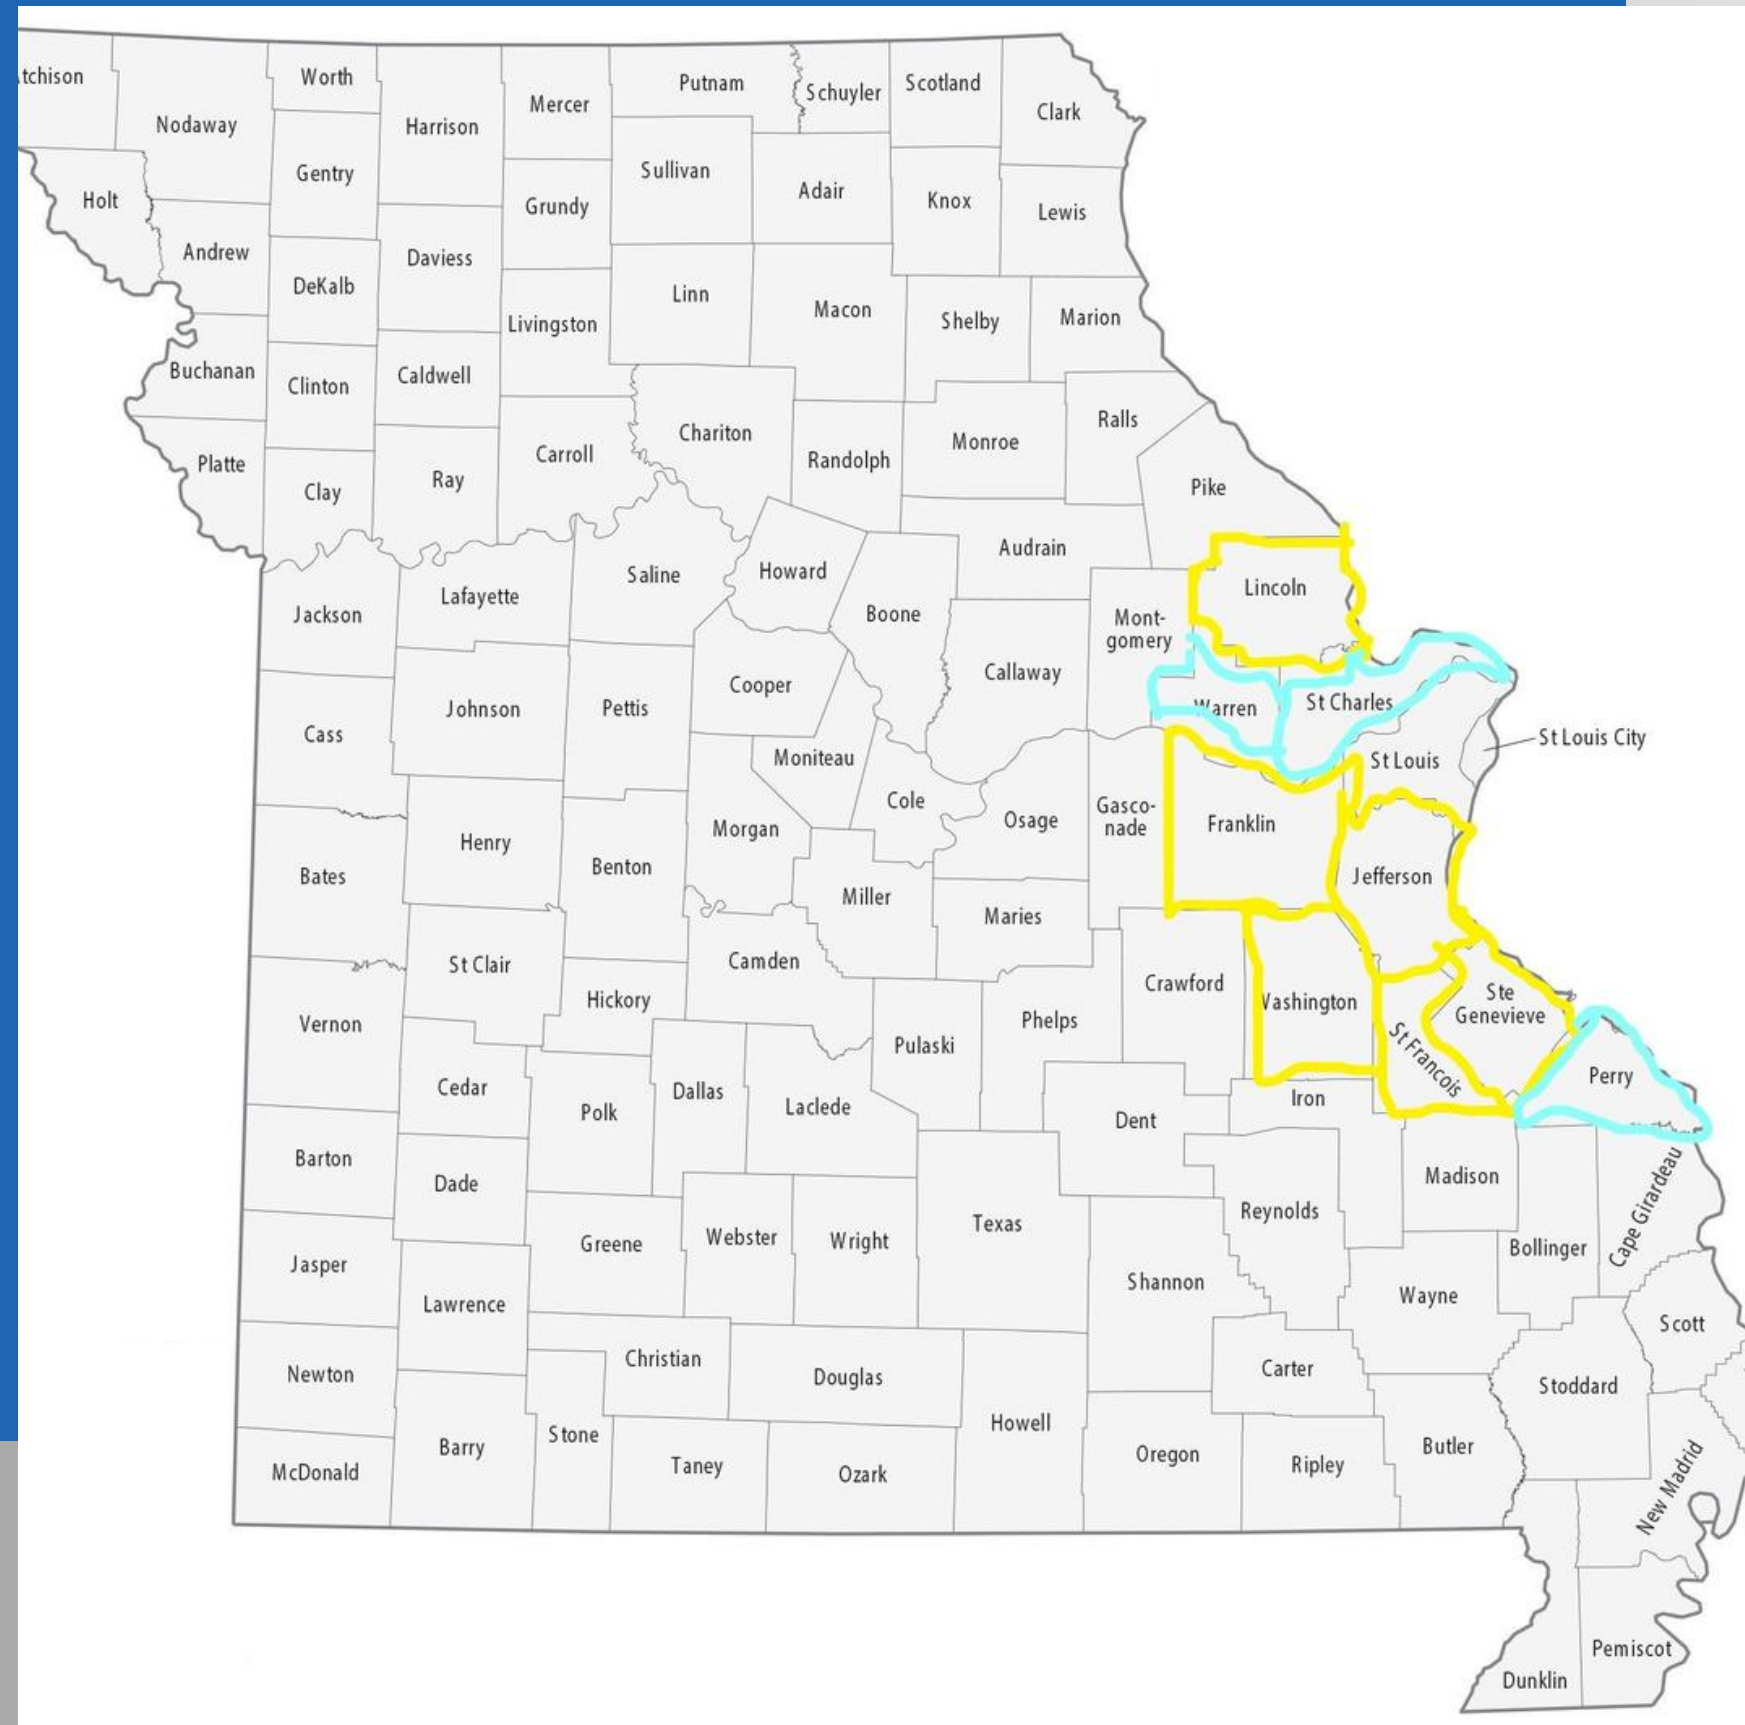 tchison
Worth
Nodaway
Harrison
Mercer
Putnam
Schuyler
Scotland
Clark
Holt
Gentry
Grundy
Sullivan
Adair
Knox
Lewis
Andrew
DeKalb
Daviess
Livingston
Linn
Macon
Shelby
Marion
Buchanan
Clinton
Caldwell
Carroll
Chariton
Randolph
Monroe
Ralls
Pike
Platte
Clay
Ray
Audrain
Lincoln
Jackson
Lafayette
Saline
Howard
Boone
Callaway
Mont-
gomery
Warren
St Charles
St Louis City
St Louis
Cass
Johnson
Pettis
Cooper
Moniteau
Cole
Osage
Gasco-
nade
Franklin
Jefferson
Bates
Henry
Benton
Morgan
Miller
Maries
Crawford
Washington
Ste
Genevieve
St Francois
Perry
Vernon
St Clair
Hickory
Camden
Pulaski
Phelps
Dent
Iron
Cedar
Polk
Dallas
Laclede
Barton
Dade
Greene
Webster
Wright
Texas
Reynolds
Madison
Bollinger
Cape Girardeau
Jasper
Lawrence
Christian
Douglas
Shannon
Wayne
Scott
Newton
Carter
Stoddard
McDonald
Barry
Stone
Taney
Ozark
Howell
Oregon
Ripley
Butler
New Madrid
Dunklin
Pemiscot